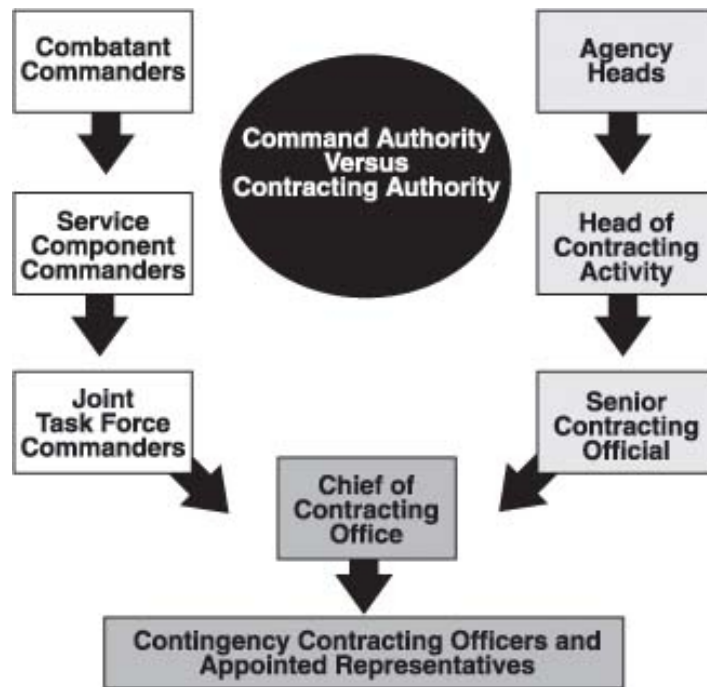 Combatant
Commanders
Agency
Heads
Command Authority
Versus
Contracting Authority
Service
Component
Commanders
Head of
Contracting
Activity
Joint
Task Force
Commanders
Senior
Contracting
Official
Chief of
Contracting
Office
Contingency Contracting Officers and
Appointed Representatives